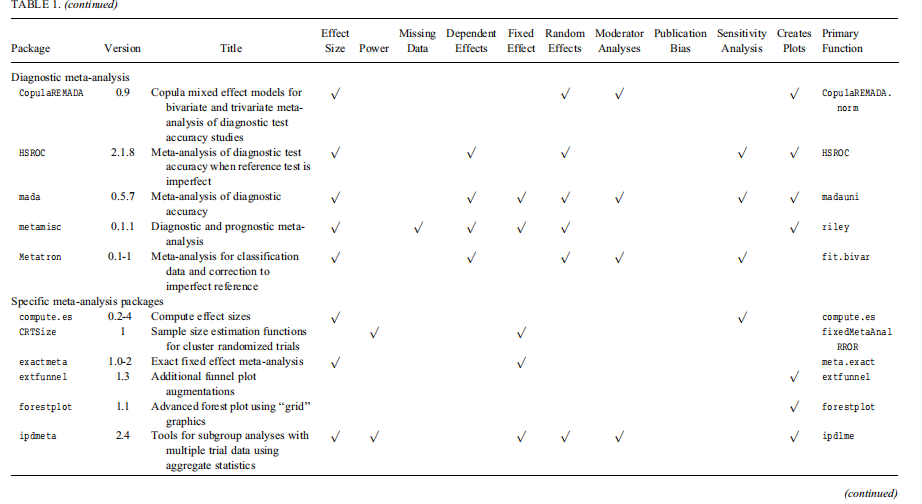 TABLE 1. (continued)
Effect Missing Dependent Fixed Random Moderator Publication Sensitivity Creates Primary
Package Version Title Size Power Data Effects Effect Effects Analyses Bias Analysis Plots Function
Diagnostic meta-analysis
CopulaREMADA 0.9 Copula mixed effect models for √ √ √ √ CopulaREMADA.
bivariate and trivariate meta- norm
analysis of diagnostic test
accuracy studies
HSROC 2.1.8 Meta-analysis of diagnostic test √ √ √ √ √ HSROC
accuracy when reference test is
imperfect
mada 0.5.7 Meta-analysis of diagnostic √ √ √ √ √ √ √ madauni
accuracy
metamisc 0.1.1 Diagnostic and prognostic meta- √ √ √ √ √ √ riley
analysis
Metatron 0.1-1 Meta-analysis for classification √ √ √ √ √ fit.bivar
data and correction to
imperfect reference
Specific meta-analysis packages
compute.es 0.2-4 Compute effect sizes √ √ compute.es
CRTSize 1 Sample size estimation functions √ √ fixedMetaAnal
for cluster randomized trials RROR
exactmeta 1.0-2 Exact fixed effect meta-analysis √ √ meta.exact
extfunnel 1.3 Additional funnel plot √ extfunnel
augmentations
forestplot 1.1 Advanced forest plot using “grid” √ forestplot
graphics
ipdmeta 2.4 Tools for subgroup analyses with √ √ √ √ √ √ ipdlme
multiple trial data using
aggregate statistics
(continued)